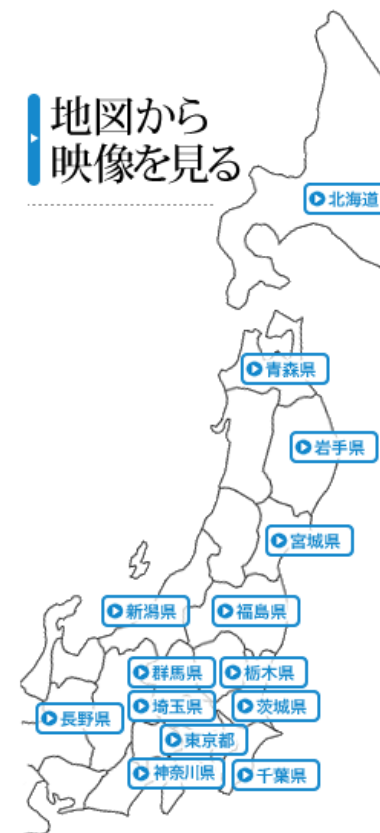 地図から
映像を見る
北海道
青森県
岩手県
宮城県
新潟県
福島県
群馬県
栃木県
埼玉県
茨城県
長野県
東京都
神奈川県
千葉県